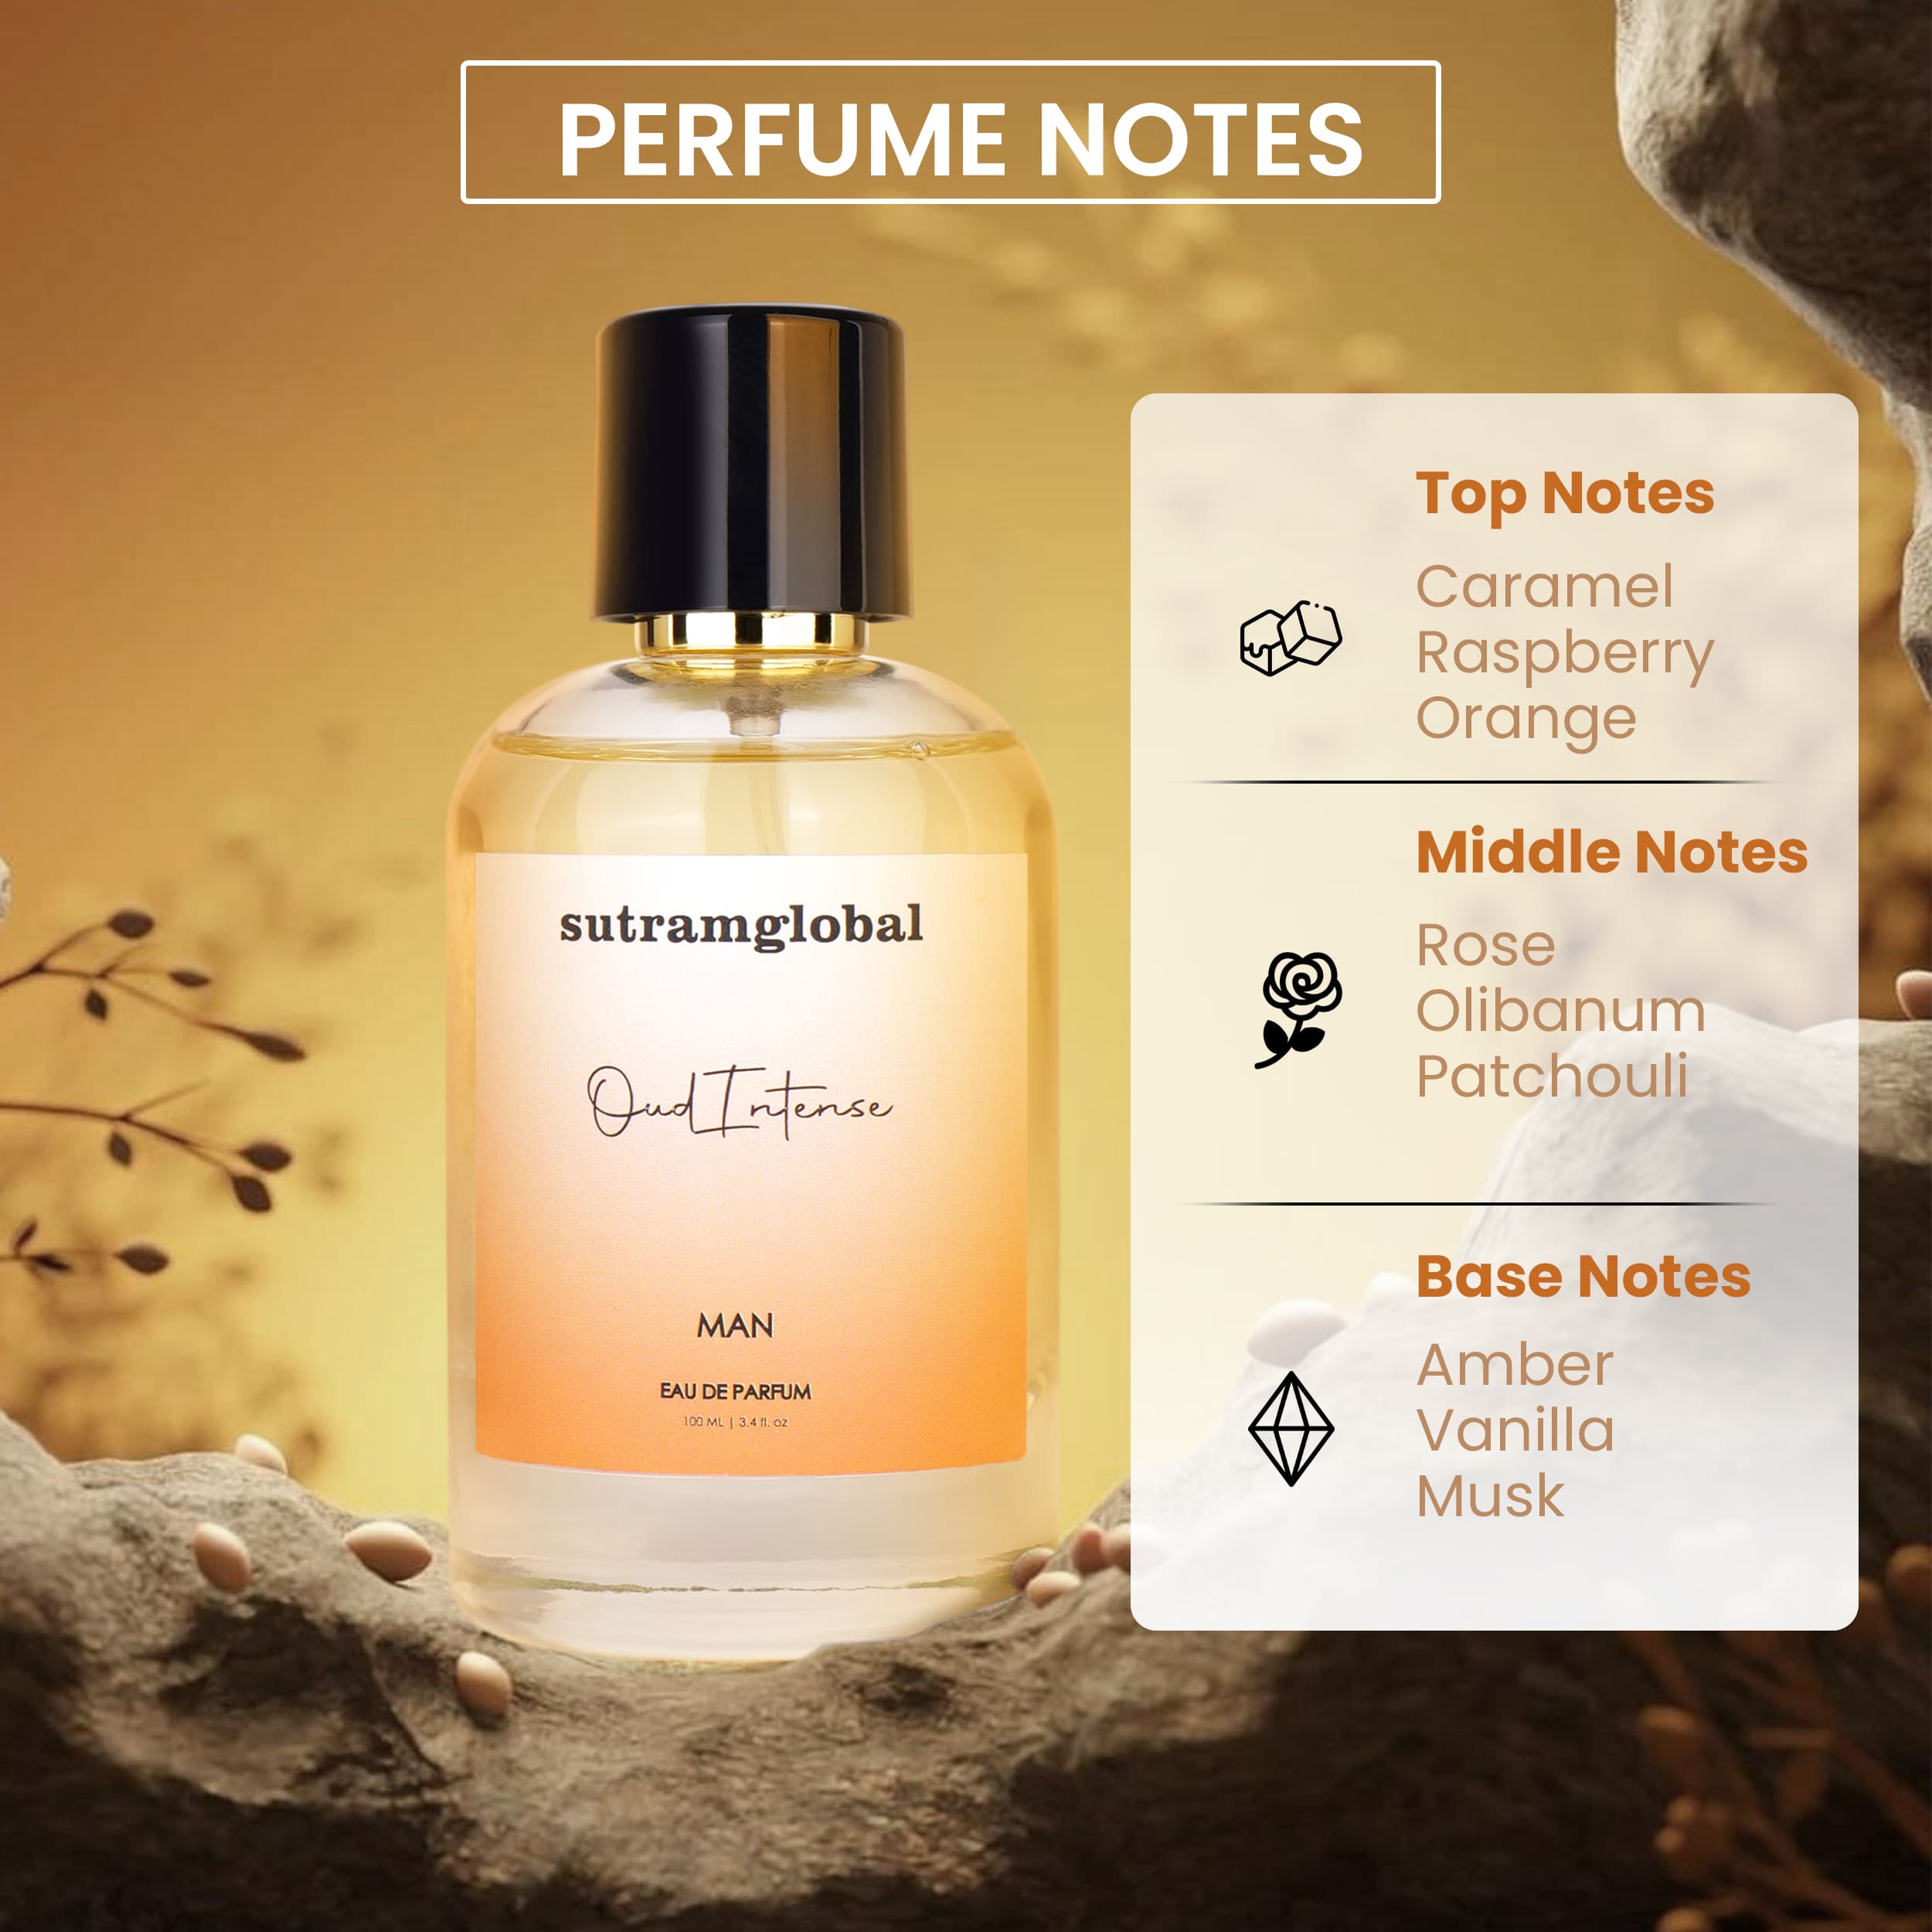 PERFUME NOTES
sutramglobal
Oud Intense
MAN
EAU DE PARFUM
100 ML | 3.4 fl. oz
Top Notes
Caramel
Raspberry
Orange
Middle Notes
Rose
Olibanum
Patchouli
Base Notes
Amber
Vanilla
Musk